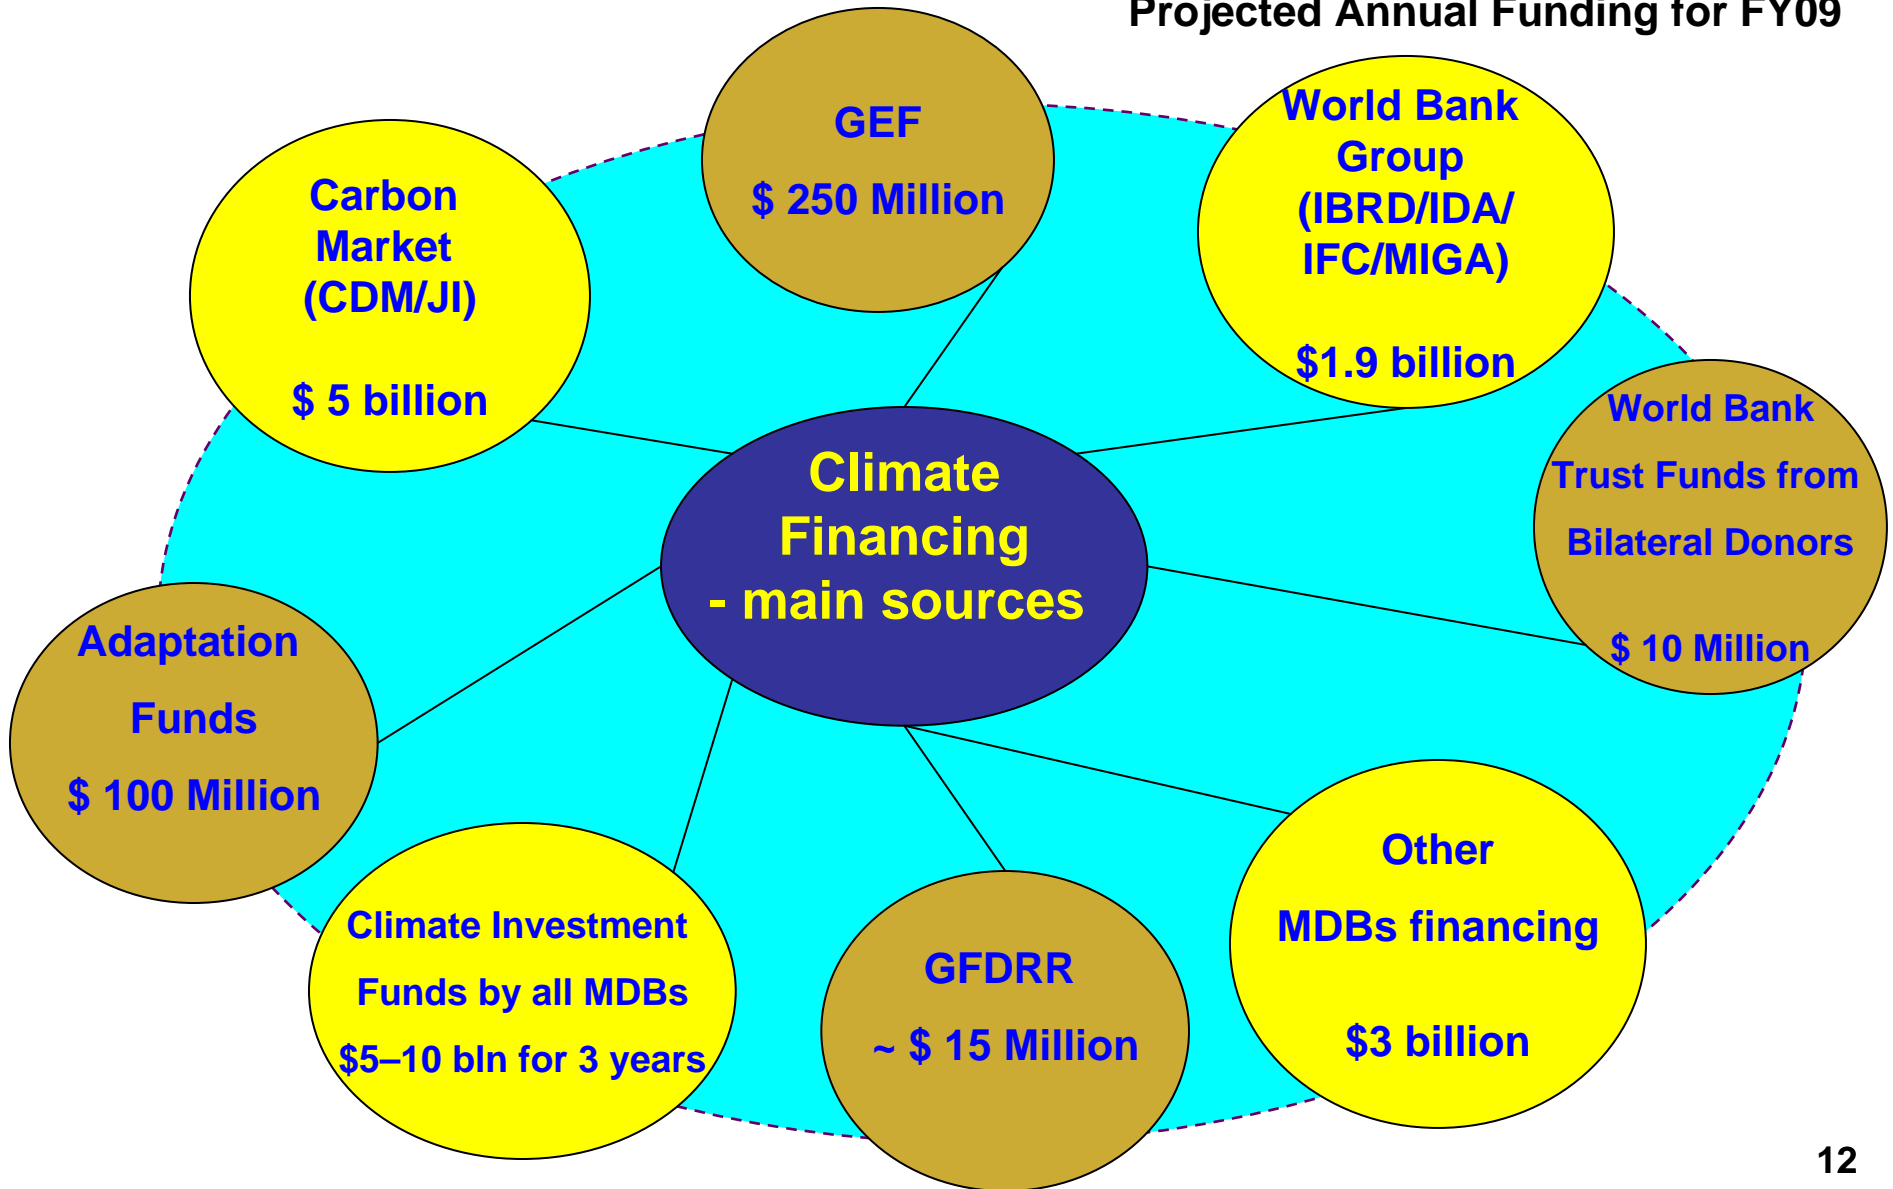 Projected Annual Funding for FY09
GEF
$ 250 Million
World Bank
Group
(IBRD/IDA/
IFC/MIGA)
$1.9 billion
Carbon
Market
(CDM/JI)
$ 5 billion
World Bank
Trust Funds from
Bilateral Donors
$ 10 Million
Climate
Financing
- main sources
Adaptation
Funds
$ 100 Million
Climate Investment
Funds by all MDBs
$5–10 bln for 3 years
GFDRR
~ $ 15 Million
Other
MDBs financing
$3 billion
12